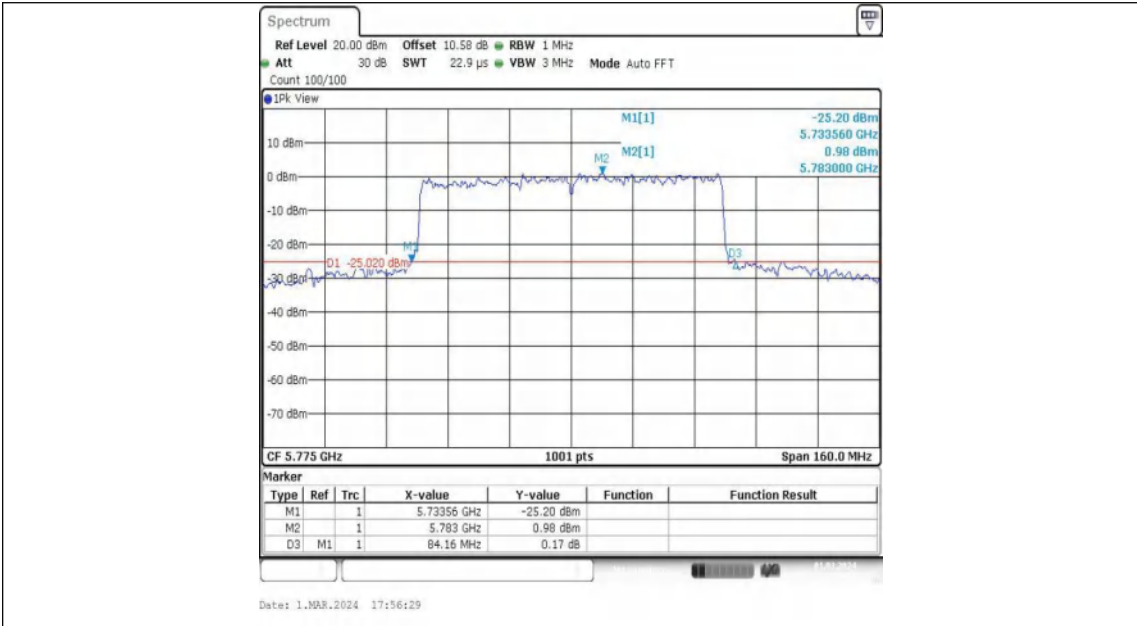 Spectrum
Ref Level 20.00 dBm Offset 10.58 dB RBW 1 MHz
Att 30 dB SWT 22.9 µs VBW 3 MHz Mode Auto FFT
Count 100/100
1Pk View
M1[1] -25.20 dBm
5.733560 GHz
M2[1] 0.98 dBm
5.783000 GHz
10 dBm
M2
0 dBm
-10 dBm
-20 dBm
M1
D3
D1 -25.020 dBm
-30 dBm
-40 dBm
-50 dBm
-60 dBm
-70 dBm
CF 5.775 GHz 1001 pts Span 160.0 MHz
Marker
Type Ref Trc X-value Y-value Function Function Result
M1 1 5.73356 GHz -25.20 dBm
M2 1 5.783 GHz 0.98 dBm
D3 M1 1 84.16 MHz 0.17 dB
Date: 1.MAR.2024 17:56:29